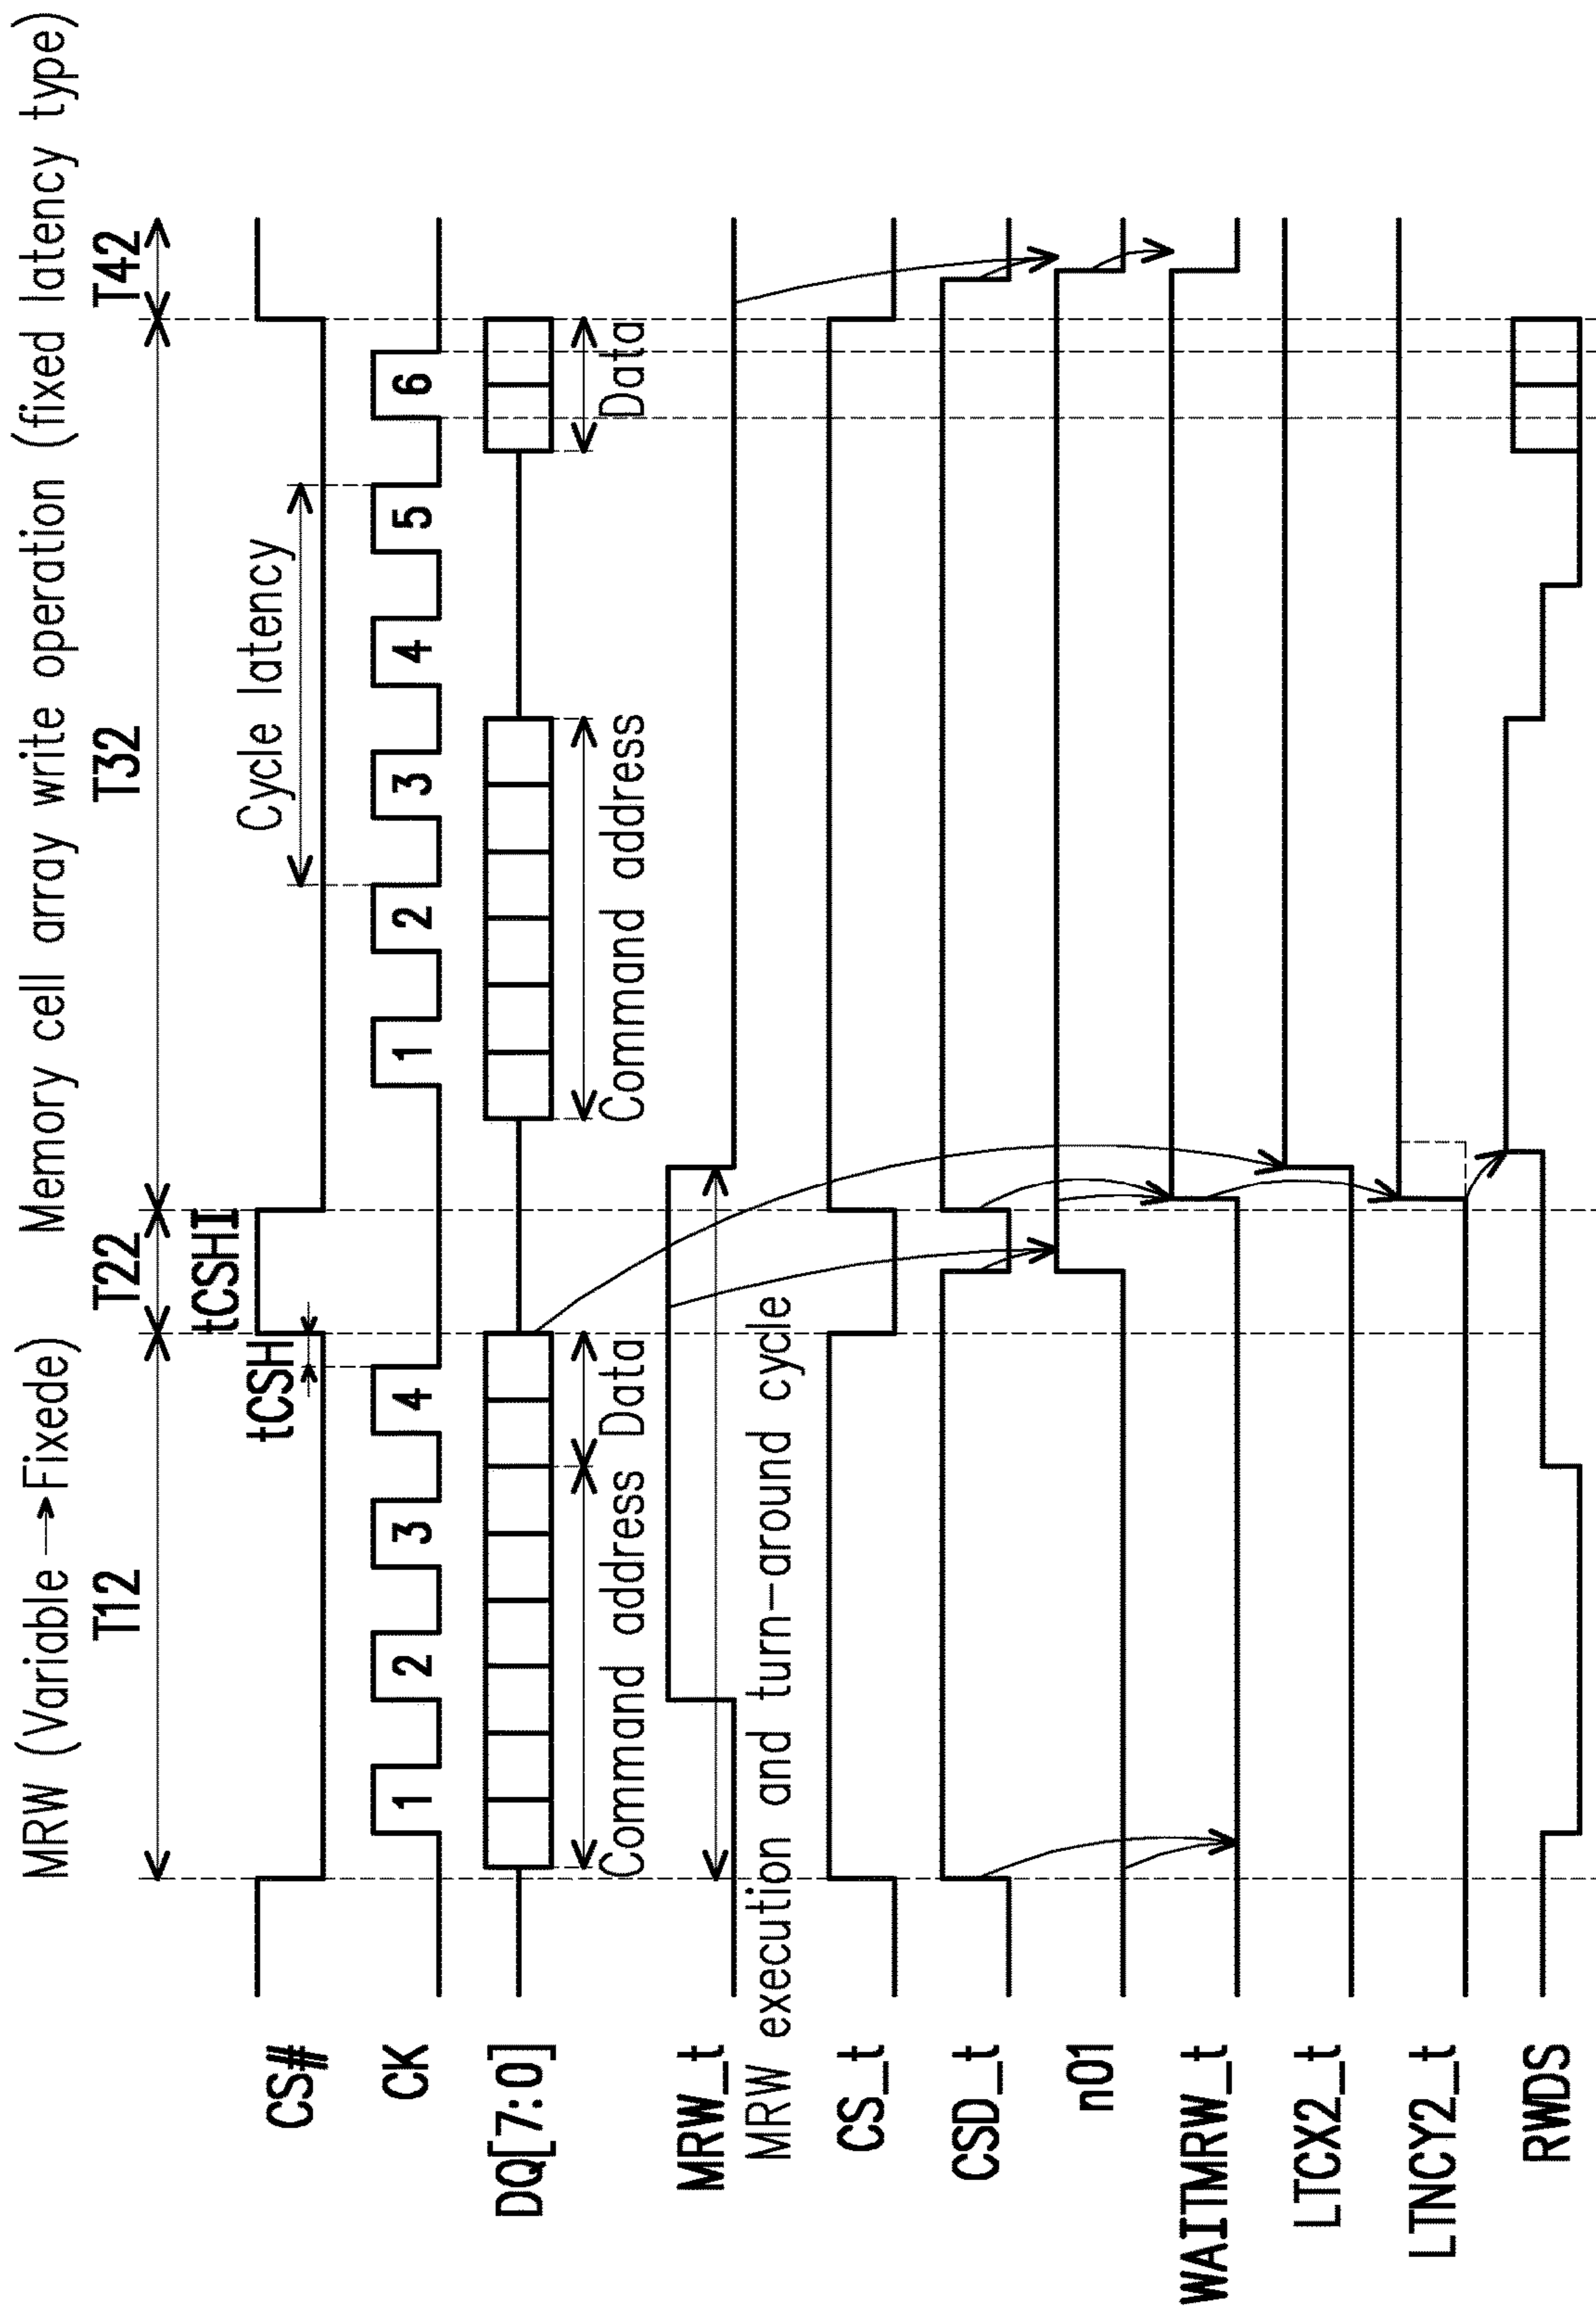 MRW (Variable → Fixede)
Memory cell array write operation (fixed latency type)
T12
T22
T32
T42
tCSHI
tCSH
Cycle latency
CS#
CK
1
2
3
4
1
2
3
4
5
6
DQ[7:0]
Command address
Data
Command address
Data
MRW_t
MRW execution and turn-around cycle
CS_t
CSD_t
n01
WAITMRW_t
LTCX2_t
LTNCY2_t
RWDS